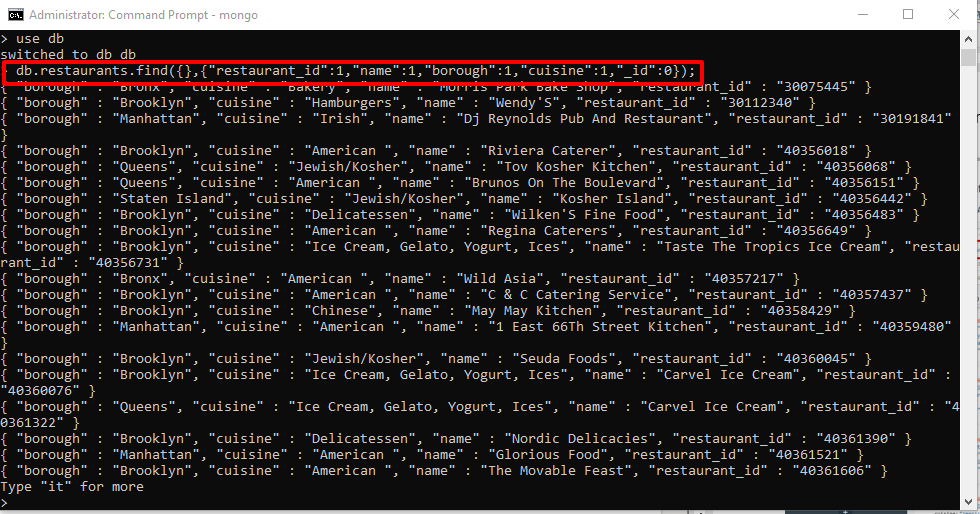 Administrator: Command Prompt - mongo
> use db
switched to db db
> db.restaurants.find({},{"restaurant_id":1,"name":1,"borough":1,"cuisine":1,"_id":0});
{ "borough" : "Bronx", "cuisine" : "Bakery", "name" : "Morris Park Bake Shop", "restaurant_id" : "30075445" }
{ "borough" : "Brooklyn", "cuisine" : "Hamburgers", "name" : "Wendy'S", "restaurant_id" : "30112340" }
{ "borough" : "Manhattan", "cuisine" : "Irish", "name" : "Dj Reynolds Pub And Restaurant", "restaurant_id" : "30191841"
}
{ "borough" : "Brooklyn", "cuisine" : "American ", "name" : "Riviera Caterer", "restaurant_id" : "40356018" }
{ "borough" : "Queens", "cuisine" : "Jewish/Kosher", "name" : "Tov Kosher Kitchen", "restaurant_id" : "40356068" }
{ "borough" : "Queens", "cuisine" : "American ", "name" : "Brunos On The Boulevard", "restaurant_id" : "40356151" }
{ "borough" : "Staten Island", "cuisine" : "Jewish/Kosher", "name" : "Kosher Island", "restaurant_id" : "40356442" }
{ "borough" : "Brooklyn", "cuisine" : "Delicatessen", "name" : "Wilken'S Fine Food", "restaurant_id" : "40356483" }
{ "borough" : "Brooklyn", "cuisine" : "American ", "name" : "Regina Caterers", "restaurant_id" : "40356649" }
{ "borough" : "Brooklyn", "cuisine" : "Ice Cream, Gelato, Yogurt, Ices", "name" : "Taste The Tropics Ice Cream", "restau
rant_id" : "40356731" }
{ "borough" : "Bronx", "cuisine" : "American ", "name" : "Wild Asia", "restaurant_id" : "40357217" }
{ "borough" : "Brooklyn", "cuisine" : "American ", "name" : "C & C Catering Service", "restaurant_id" : "40357437" }
{ "borough" : "Brooklyn", "cuisine" : "Chinese", "name" : "May May Kitchen", "restaurant_id" : "40358429" }
{ "borough" : "Manhattan", "cuisine" : "American ", "name" : "1 East 66Th Street Kitchen", "restaurant_id" : "40359480"
}
{ "borough" : "Brooklyn", "cuisine" : "Jewish/Kosher", "name" : "Seuda Foods", "restaurant_id" : "40360045" }
{ "borough" : "Brooklyn", "cuisine" : "Ice Cream, Gelato, Yogurt, Ices", "name" : "Carvel Ice Cream", "restaurant_id" :
"40360076" }
{ "borough" : "Queens", "cuisine" : "Ice Cream, Gelato, Yogurt, Ices", "name" : "Carvel Ice Cream", "restaurant_id" : "4
0361322" }
{ "borough" : "Brooklyn", "cuisine" : "Delicatessen", "name" : "Nordic Delicacies", "restaurant_id" : "40361390" }
{ "borough" : "Manhattan", "cuisine" : "American ", "name" : "Glorious Food", "restaurant_id" : "40361521" }
{ "borough" : "Brooklyn", "cuisine" : "American ", "name" : "The Movable Feast", "restaurant_id" : "40361606" }
Type "it" for more
>